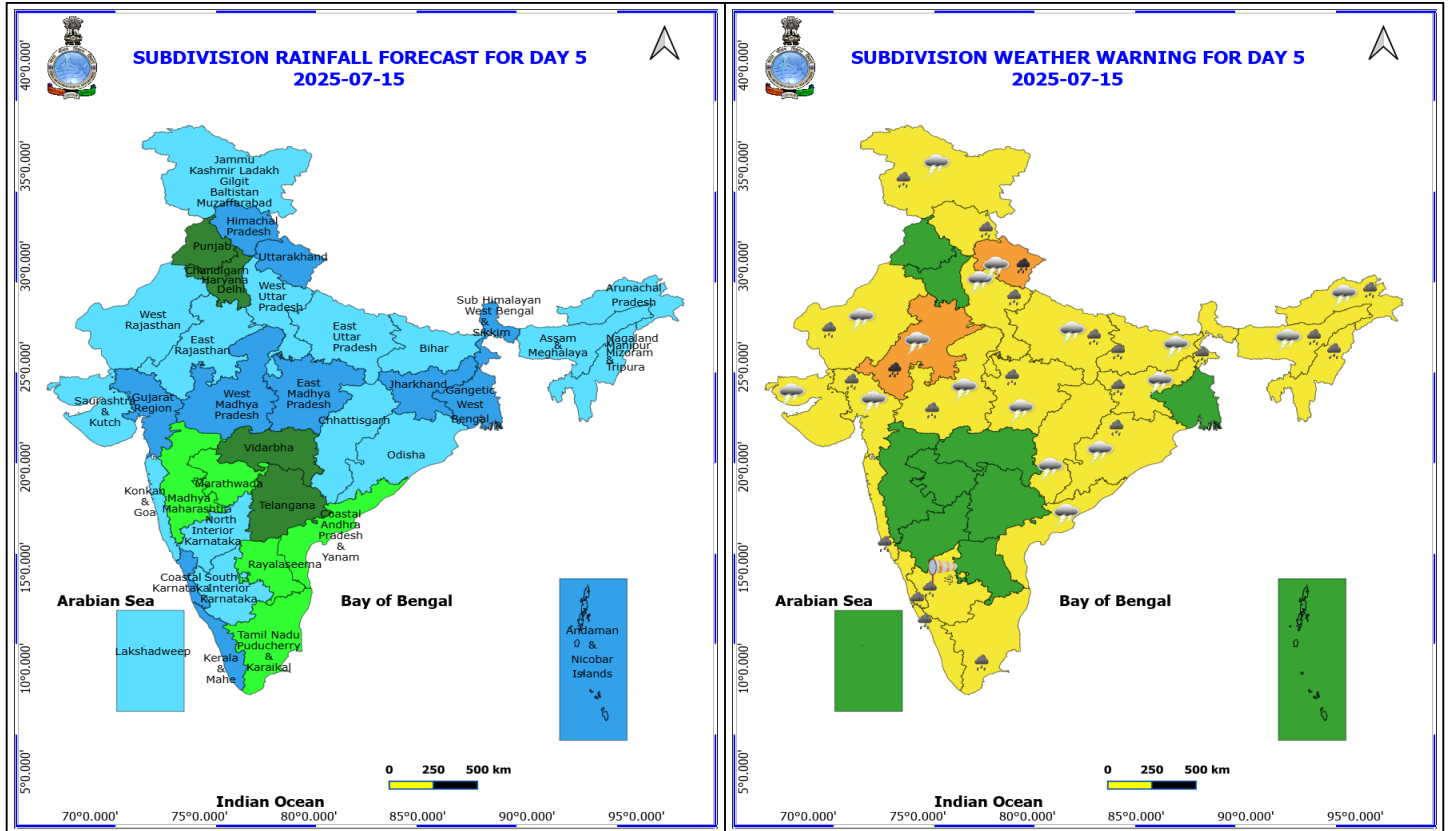 SUBDIVISION RAINFALL FORECAST FOR DAY 5
2025-07-15
40°0.000'
35°0.000'
30°0.000'
25°0.000'
20°0.000'
15°0.000'
10°0.000'
5°0.000'
Jammu
Kashmir Ladakh
Gilgit
Baltistan
Muzaffarabad
Himachal
Pradesh
Punjab
Uttarakhand
Chandigarh
Haryana
Delhi
West
Uttar
Pradesh
West
Rajasthan
East
Rajasthan
East
Uttar
Pradesh
Bihar
Sub Himalayan
West Bengal
&
Sikkim
Arunachal
Pradesh
Assam
&
Meghalaya
Nagaland
Manipur
Mizoram
&
Tripura
Saurashtra
&
Kutch
Gujarat
Region
West
Madhya
Pradesh
East
Madhya
Pradesh
Jharkhand
Gangetic
West
Bengal
Chhattisgarh
Odisha
Vidarbha
Marathwada
Madhya
Maharashtra
Konkan
&
Goa
Telangana
North
Interior
Karnataka
Coastal
Andhra
Pradesh
&
Yanam
Rayalaseema
Coastal
Karnataka
South
Interior
Karnataka
Tamil Nadu
Puducherry
&
Karaikal
Kerala
&
Mahe
Lakshadweep
Andaman
&
Nicobar
Islands
Arabian Sea
Bay of Bengal
Indian Ocean
0 250 500 km
70°0.000' 75°0.000' 80°0.000' 85°0.000' 90°0.000' 95°0.000'
SUBDIVISION WEATHER WARNING FOR DAY 5
2025-07-15
40°0.000'
35°0.000'
30°0.000'
25°0.000'
20°0.000'
15°0.000'
10°0.000'
5°0.000'
Arabian Sea
Bay of Bengal
Indian Ocean
0 250 500 km
70°0.000' 75°0.000' 80°0.000' 85°0.000' 90°0.000' 95°0.000'